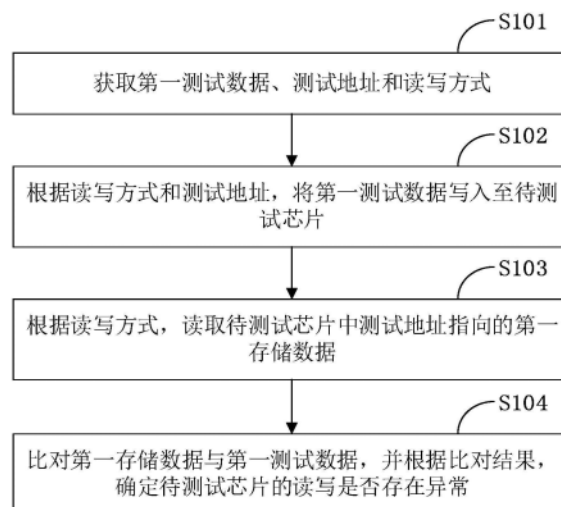 S101
获取第一测试数据、测试地址和读写方式
S102
根据读写方式和测试地址，将第一测试数据写入至待测
试芯片
S103
根据读写方式，读取待测试芯片中测试地址指向的第一
存储数据
S104
比对第一存储数据与第一测试数据，并根据比对结果，
确定待测试芯片的读写是否存在异常